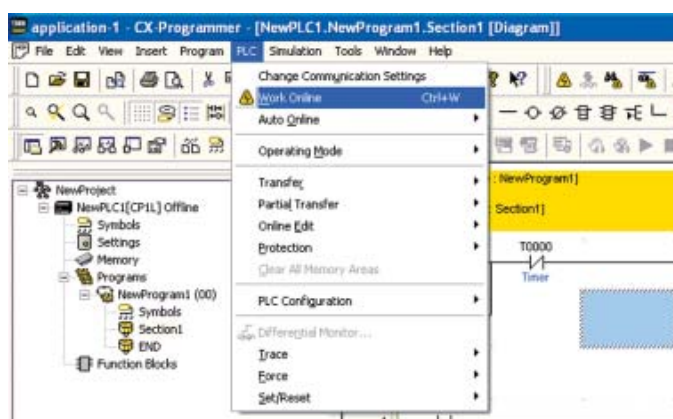 application-1 - CX-Programmer - [NewPLC1.NewProgram1.Section1 [Diagram]]
File Edit View Insert Program PLC Simulation Tools Window Help
Change Communication Settings
Work Online Ctrl+W
Auto Online
Operating Mode
Transfer
Partial Transfer
Online Edit
Protection
Clear All Memory Areas
PLC Configuration
Differential Monitor...
Trace
Force
Set/Reset
NewProject
NewPLC1[CP1L] Offline
Symbols
Settings
Memory
Programs
NewProgram1 (00)
Symbols
Section1
END
Function Blocks
: NewProgram1]
: Section1]
T0000
Timer